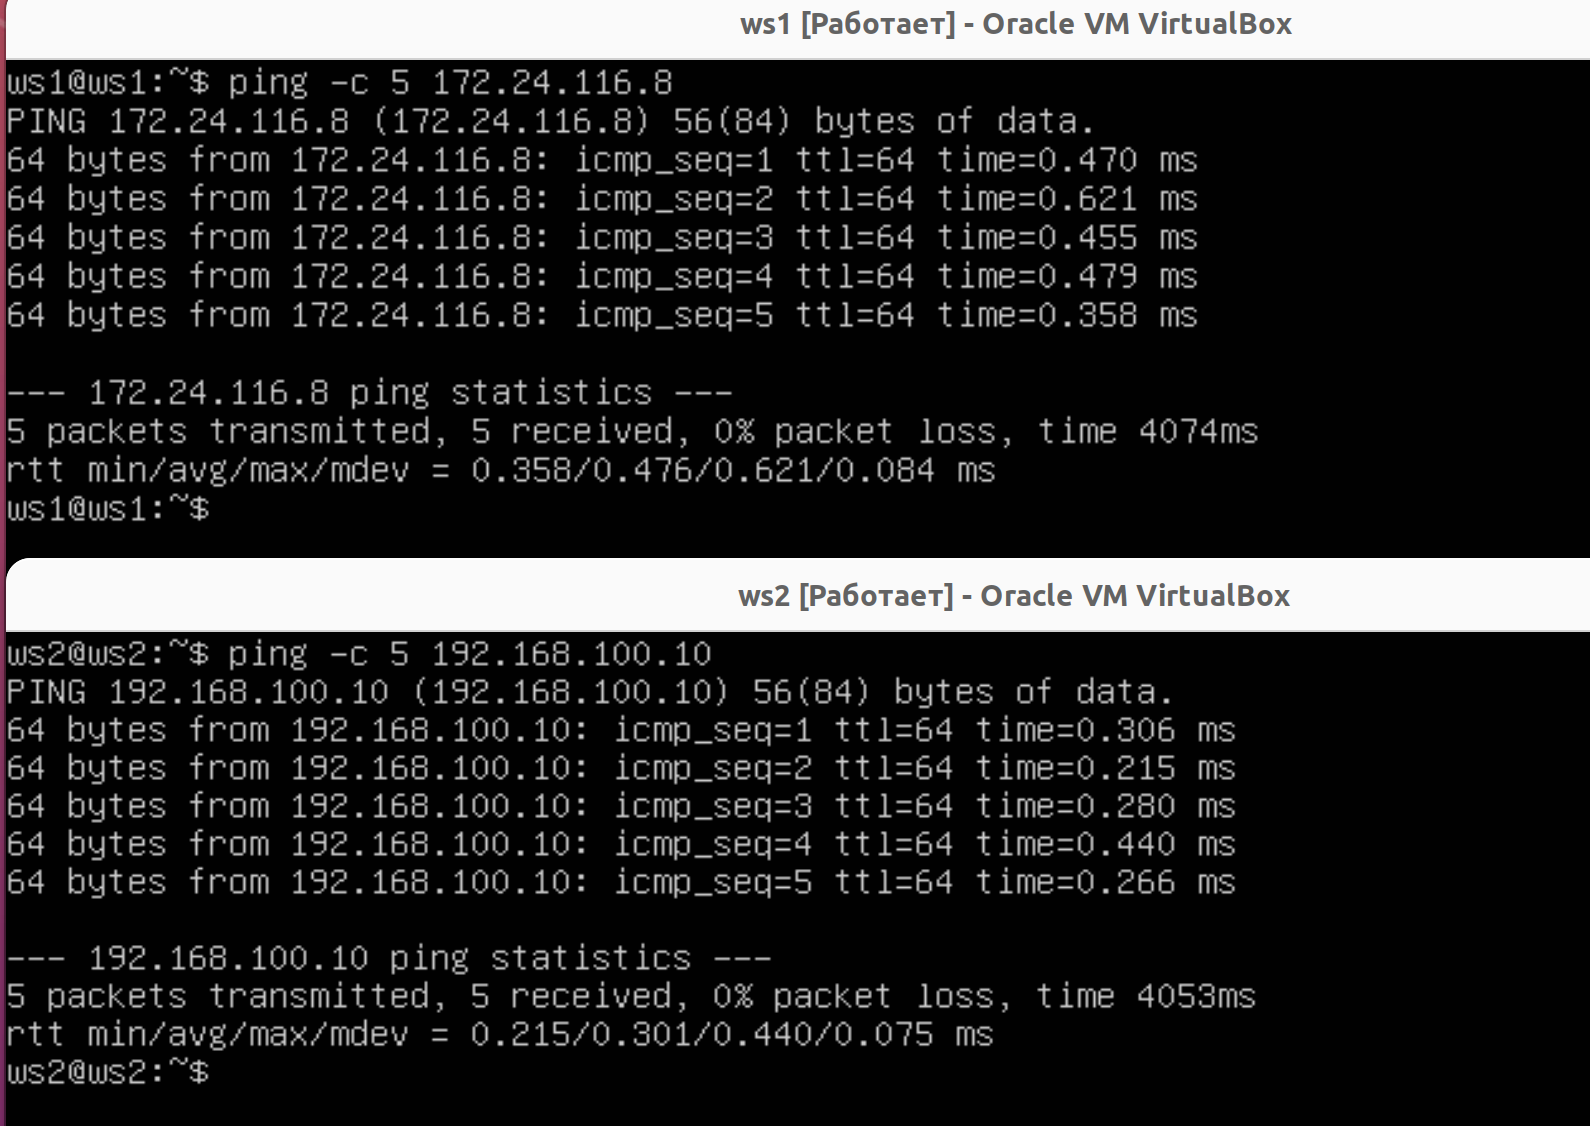 ws1 [Работает] - Oracle VM VirtualBox
ws1@ws1:~$ ping -c 5 172.24.116.8
PING 172.24.116.8 (172.24.116.8) 56(84) bytes of data.
64 bytes from 172.24.116.8: icmp_seq=1 ttl=64 time=0.470 ms
64 bytes from 172.24.116.8: icmp_seq=2 ttl=64 time=0.621 ms
64 bytes from 172.24.116.8: icmp_seq=3 ttl=64 time=0.455 ms
64 bytes from 172.24.116.8: icmp_seq=4 ttl=64 time=0.479 ms
64 bytes from 172.24.116.8: icmp_seq=5 ttl=64 time=0.358 ms
--- 172.24.116.8 ping statistics ---
5 packets transmitted, 5 received, 0% packet loss, time 4074ms
rtt min/avg/max/mdev = 0.358/0.476/0.621/0.084 ms
ws1@ws1:~$
ws2 [Работает] - Oracle VM VirtualBox
ws2@ws2:~$ ping -c 5 192.168.100.10
PING 192.168.100.10 (192.168.100.10) 56(84) bytes of data.
64 bytes from 192.168.100.10: icmp_seq=1 ttl=64 time=0.306 ms
64 bytes from 192.168.100.10: icmp_seq=2 ttl=64 time=0.215 ms
64 bytes from 192.168.100.10: icmp_seq=3 ttl=64 time=0.280 ms
64 bytes from 192.168.100.10: icmp_seq=4 ttl=64 time=0.440 ms
64 bytes from 192.168.100.10: icmp_seq=5 ttl=64 time=0.266 ms
--- 192.168.100.10 ping statistics ---
5 packets transmitted, 5 received, 0% packet loss, time 4053ms
rtt min/avg/max/mdev = 0.215/0.301/0.440/0.075 ms
ws2@ws2:~$